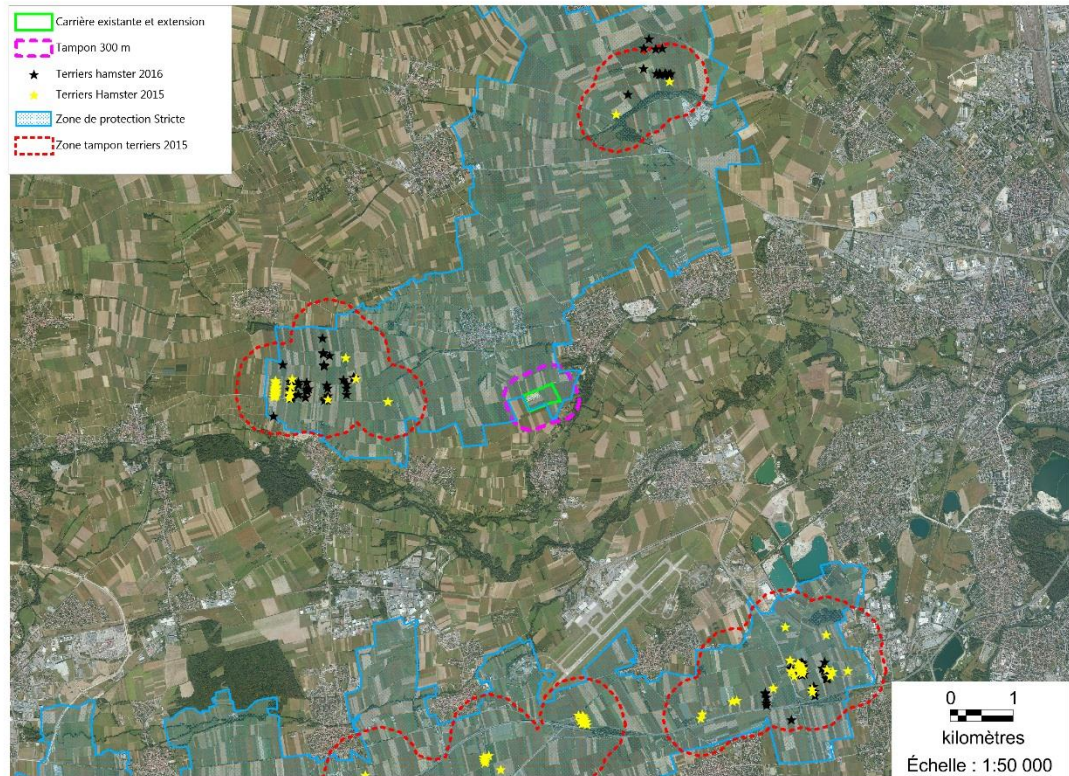 Carrière existante et extension
Tampon 300 m
Terriers hamster 2016
Terriers Hamster 2015
Zone de protection Stricte
Zone tampon terriers 2015
0 1
kilomètres
Échelle : 1:50 000